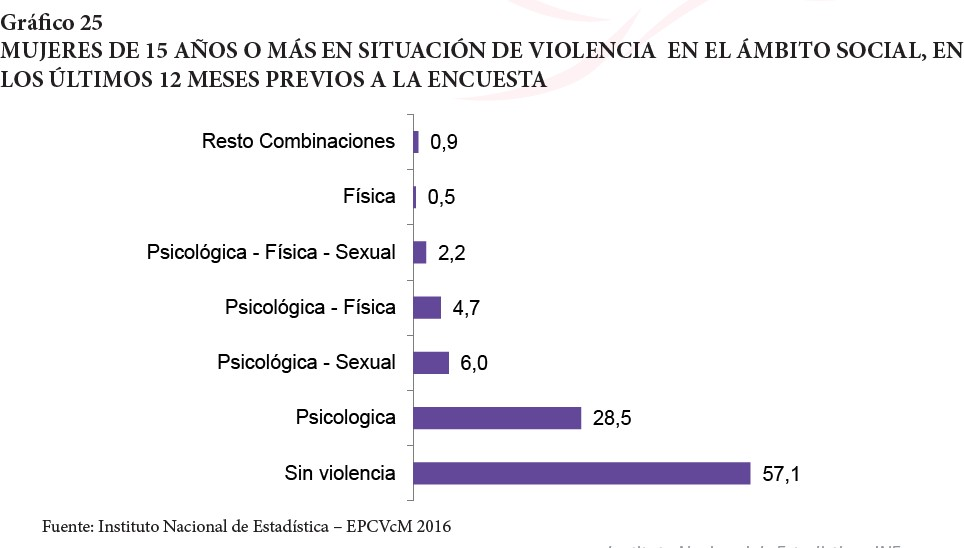 Gráfico 25
MUJERES DE 15 AÑOS O MÁS EN SITUACIÓN DE VIOLENCIA EN EL ÁMBITO SOCIAL, EN
LOS ÚLTIMOS 12 MESES PREVIOS A LA ENCUESTA
Resto Combinaciones 0,9
Física 0,5
Psicológica - Física - Sexual 2,2
Psicológica - Física 4,7
Psicológica - Sexual 6,0
Psicologica 28,5
Sin violencia 57,1
Fuente: Instituto Nacional de Estadística – EPCVcM 2016